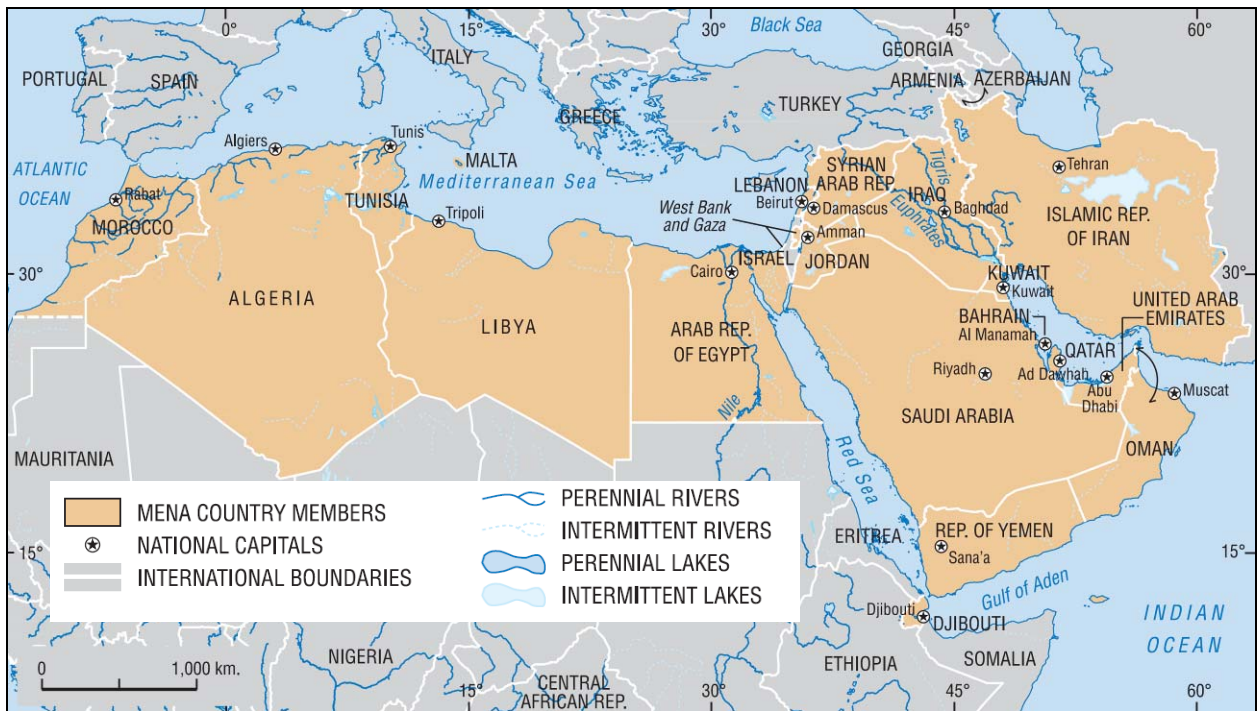 0°
15°
30°
45°
60°
Black Sea
GEORGIA
ITALY
PORTUGAL
SPAIN
ARMENIA
AZERBAIJAN
TURKEY
GREECE
Algiers
Tunis
Tehran
MALTA
ATLANTIC
OCEAN
Mediterranean Sea
SYRIAN
ARAB REP.
Tigris
LEBANON
IRAQ
Rabat
TUNISIA
Beirut
Damascus
Baghdad
ISLAMIC REP.
OF IRAN
Tripoli
West Bank
and Gaza
Euphrates
MOROCCO
Amman
ISRAEL
JORDAN
30°
Cairo
KUWAIT
Kuwait
30°
ALGERIA
LIBYA
ARAB REP.
OF EGYPT
UNITED ARAB
EMIRATES
BAHRAIN
Al Manamah
QATAR
Riyadh
Ad Dawhah
Abu
Dhabi
Muscat
Nile
SAUDI ARABIA
Red Sea
OMAN
MAURITANIA
MENA COUNTRY MEMBERS
NATIONAL CAPITALS
INTERNATIONAL BOUNDARIES
PERENNIAL RIVERS
INTERMITTENT RIVERS
PERENNIAL LAKES
INTERMITTENT LAKES
ERITREA
REP. OF YEMEN
Sana'a
15°
15°
Gulf of Aden
Djibouti
DJIBOUTI
INDIAN
OCEAN
0
1,000 km.
NIGERIA
CENTRAL
AFRICAN REP.
ETHIOPIA
SOMALIA
15°
30°
45°
60°